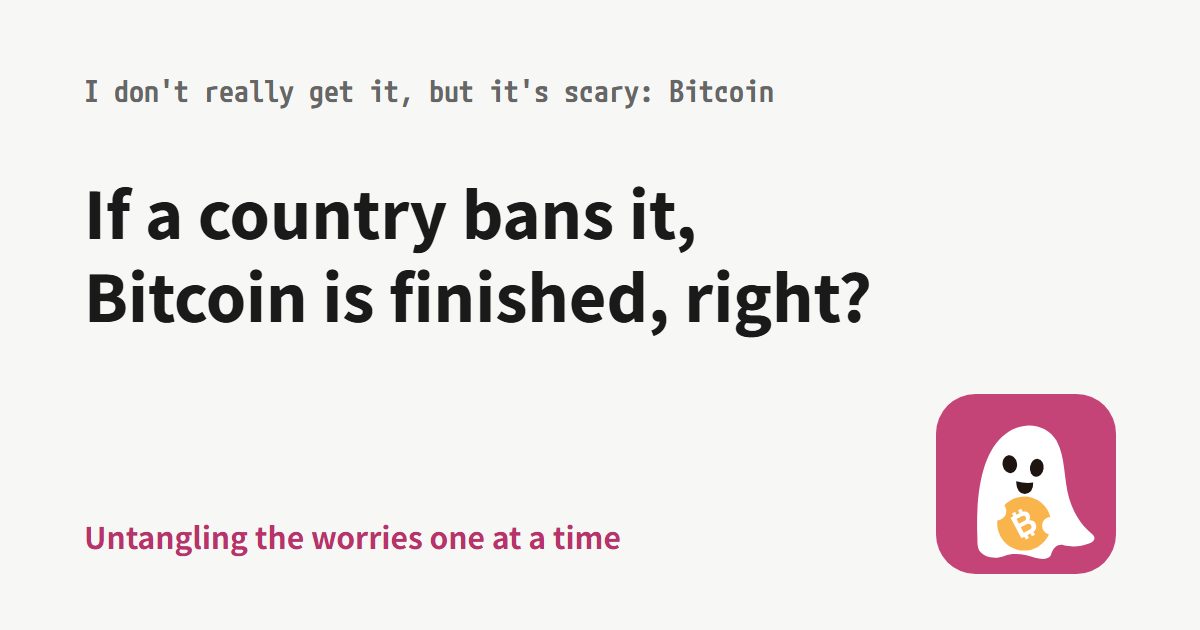 I don't really get it, but it's scary: Bitcoin
If a country bans it,
Bitcoin is finished, right?
Untangling the worries one at a time